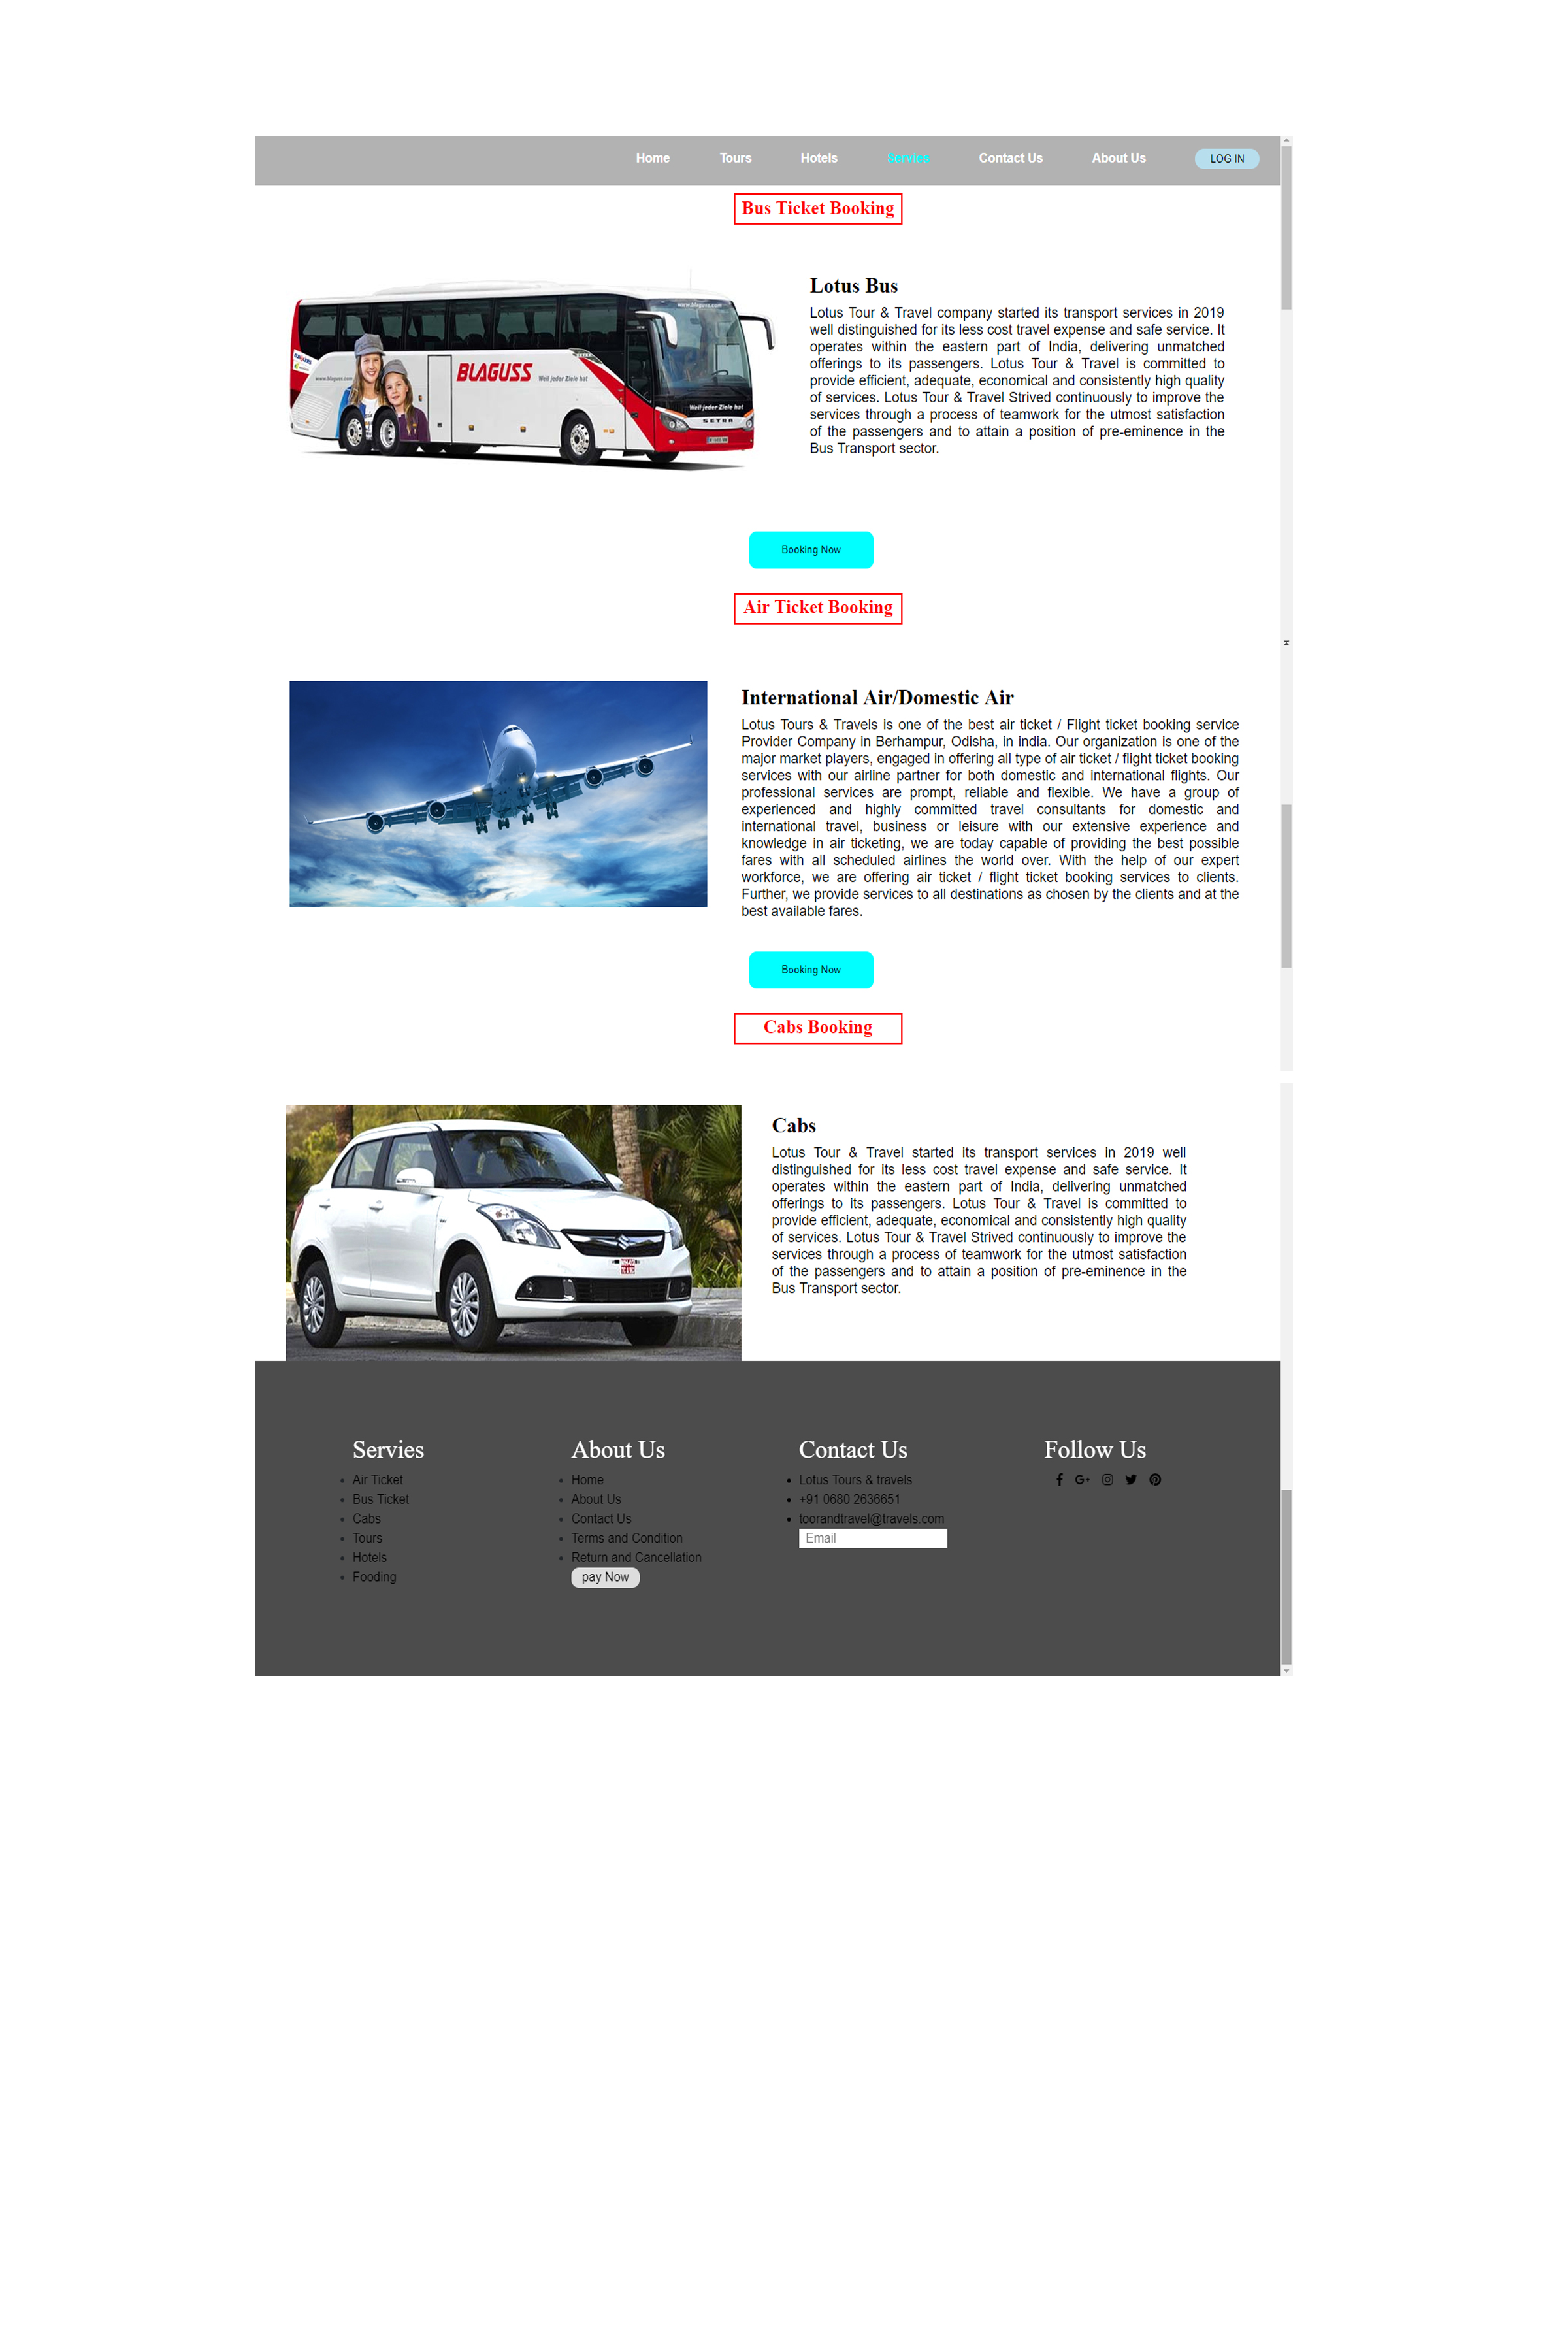 Home Tours Hotels Servies Contact Us About Us LOG IN
Bus Ticket Booking
www.blaguss.com
www.blaguss.com
BLAGUSS Weil jeder Ziele hat
Weil jeder Ziele hat
SETRA
Lotus Bus
Lotus Tour & Travel company started its transport services in 2019
well distinguished for its less cost travel expense and safe service. It
operates within the eastern part of India, delivering unmatched
offerings to its passengers. Lotus Tour & Travel is committed to
provide efficient, adequate, economical and consistently high quality
of services. Lotus Tour & Travel Strived continuously to improve the
services through a process of teamwork for the utmost satisfaction
of the passengers and to attain a position of pre-eminence in the
Bus Transport sector.
Booking Now
Air Ticket Booking
International Air/Domestic Air
Lotus Tours & Travels is one of the best air ticket / Flight ticket booking service
Provider Company in Berhampur, Odisha, in india. Our organization is one of the
major market players, engaged in offering all type of air ticket / flight ticket booking
services with our airline partner for both domestic and international flights. Our
professional services are prompt, reliable and flexible. We have a group of
experienced and highly committed travel consultants for domestic and
international travel, business or leisure with our extensive experience and
knowledge in air ticketing, we are today capable of providing the best possible
fares with all scheduled airlines the world over. With the help of our expert
workforce, we are offering air ticket / flight ticket booking services to clients.
Further, we provide services to all destinations as chosen by the clients and at the
best available fares.
Booking Now
Cabs Booking
Cabs
Lotus Tour & Travel started its transport services in 2019 well
distinguished for its less cost travel expense and safe service. It
operates within the eastern part of India, delivering unmatched
offerings to its passengers. Lotus Tour & Travel is committed to
provide efficient, adequate, economical and consistently high quality
of services. Lotus Tour & Travel Strived continuously to improve the
services through a process of teamwork for the utmost satisfaction
of the passengers and to attain a position of pre-eminence in the
Bus Transport sector.
Servies
Air Ticket
Bus Ticket
Cabs
Tours
Hotels
Fooding
About Us
Home
About Us
Contact Us
Terms and Condition
Return and Cancellation
pay Now
Contact Us
Lotus Tours & travels
+91 0680 2636651
toorandtravel@travels.com
Email
Follow Us